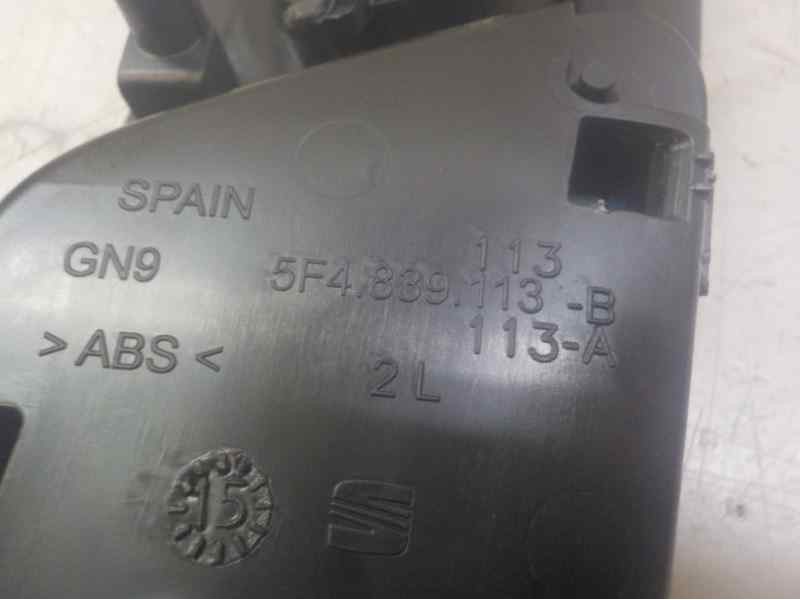 SPAIN
GN9
113
5F4.839.113-B
113-A
> ABS <
2 L
15